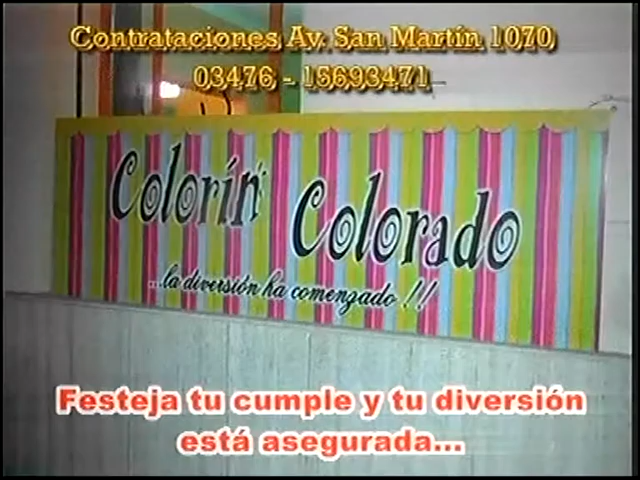 Contrataciones Av. San Martín 1070
03476 - 15693471
Colorín Colorado
...la diversión ha comenzado !!
Festeja tu cumple y tu diversión
está asegurada...